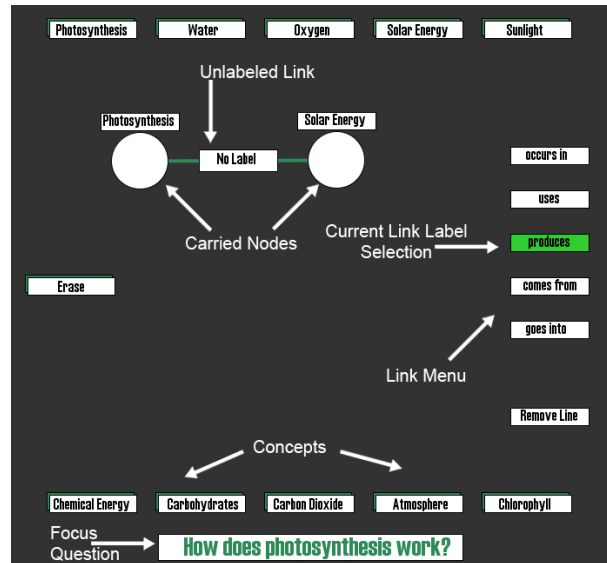 Photosynthesis Water Oxygen Solar Energy Sunlight
Unlabeled Link
Photosynthesis Solar Energy
No Label
occurs in
uses
Carried Nodes
Current Link Label
Selection
produces
Erase
comes from
goes into
Link Menu
Remove Line
Concepts
Chemical Energy Carbohydrates Carbon Dioxide Atmosphere Chlorophyll
Focus
Question
How does photosynthesis work?